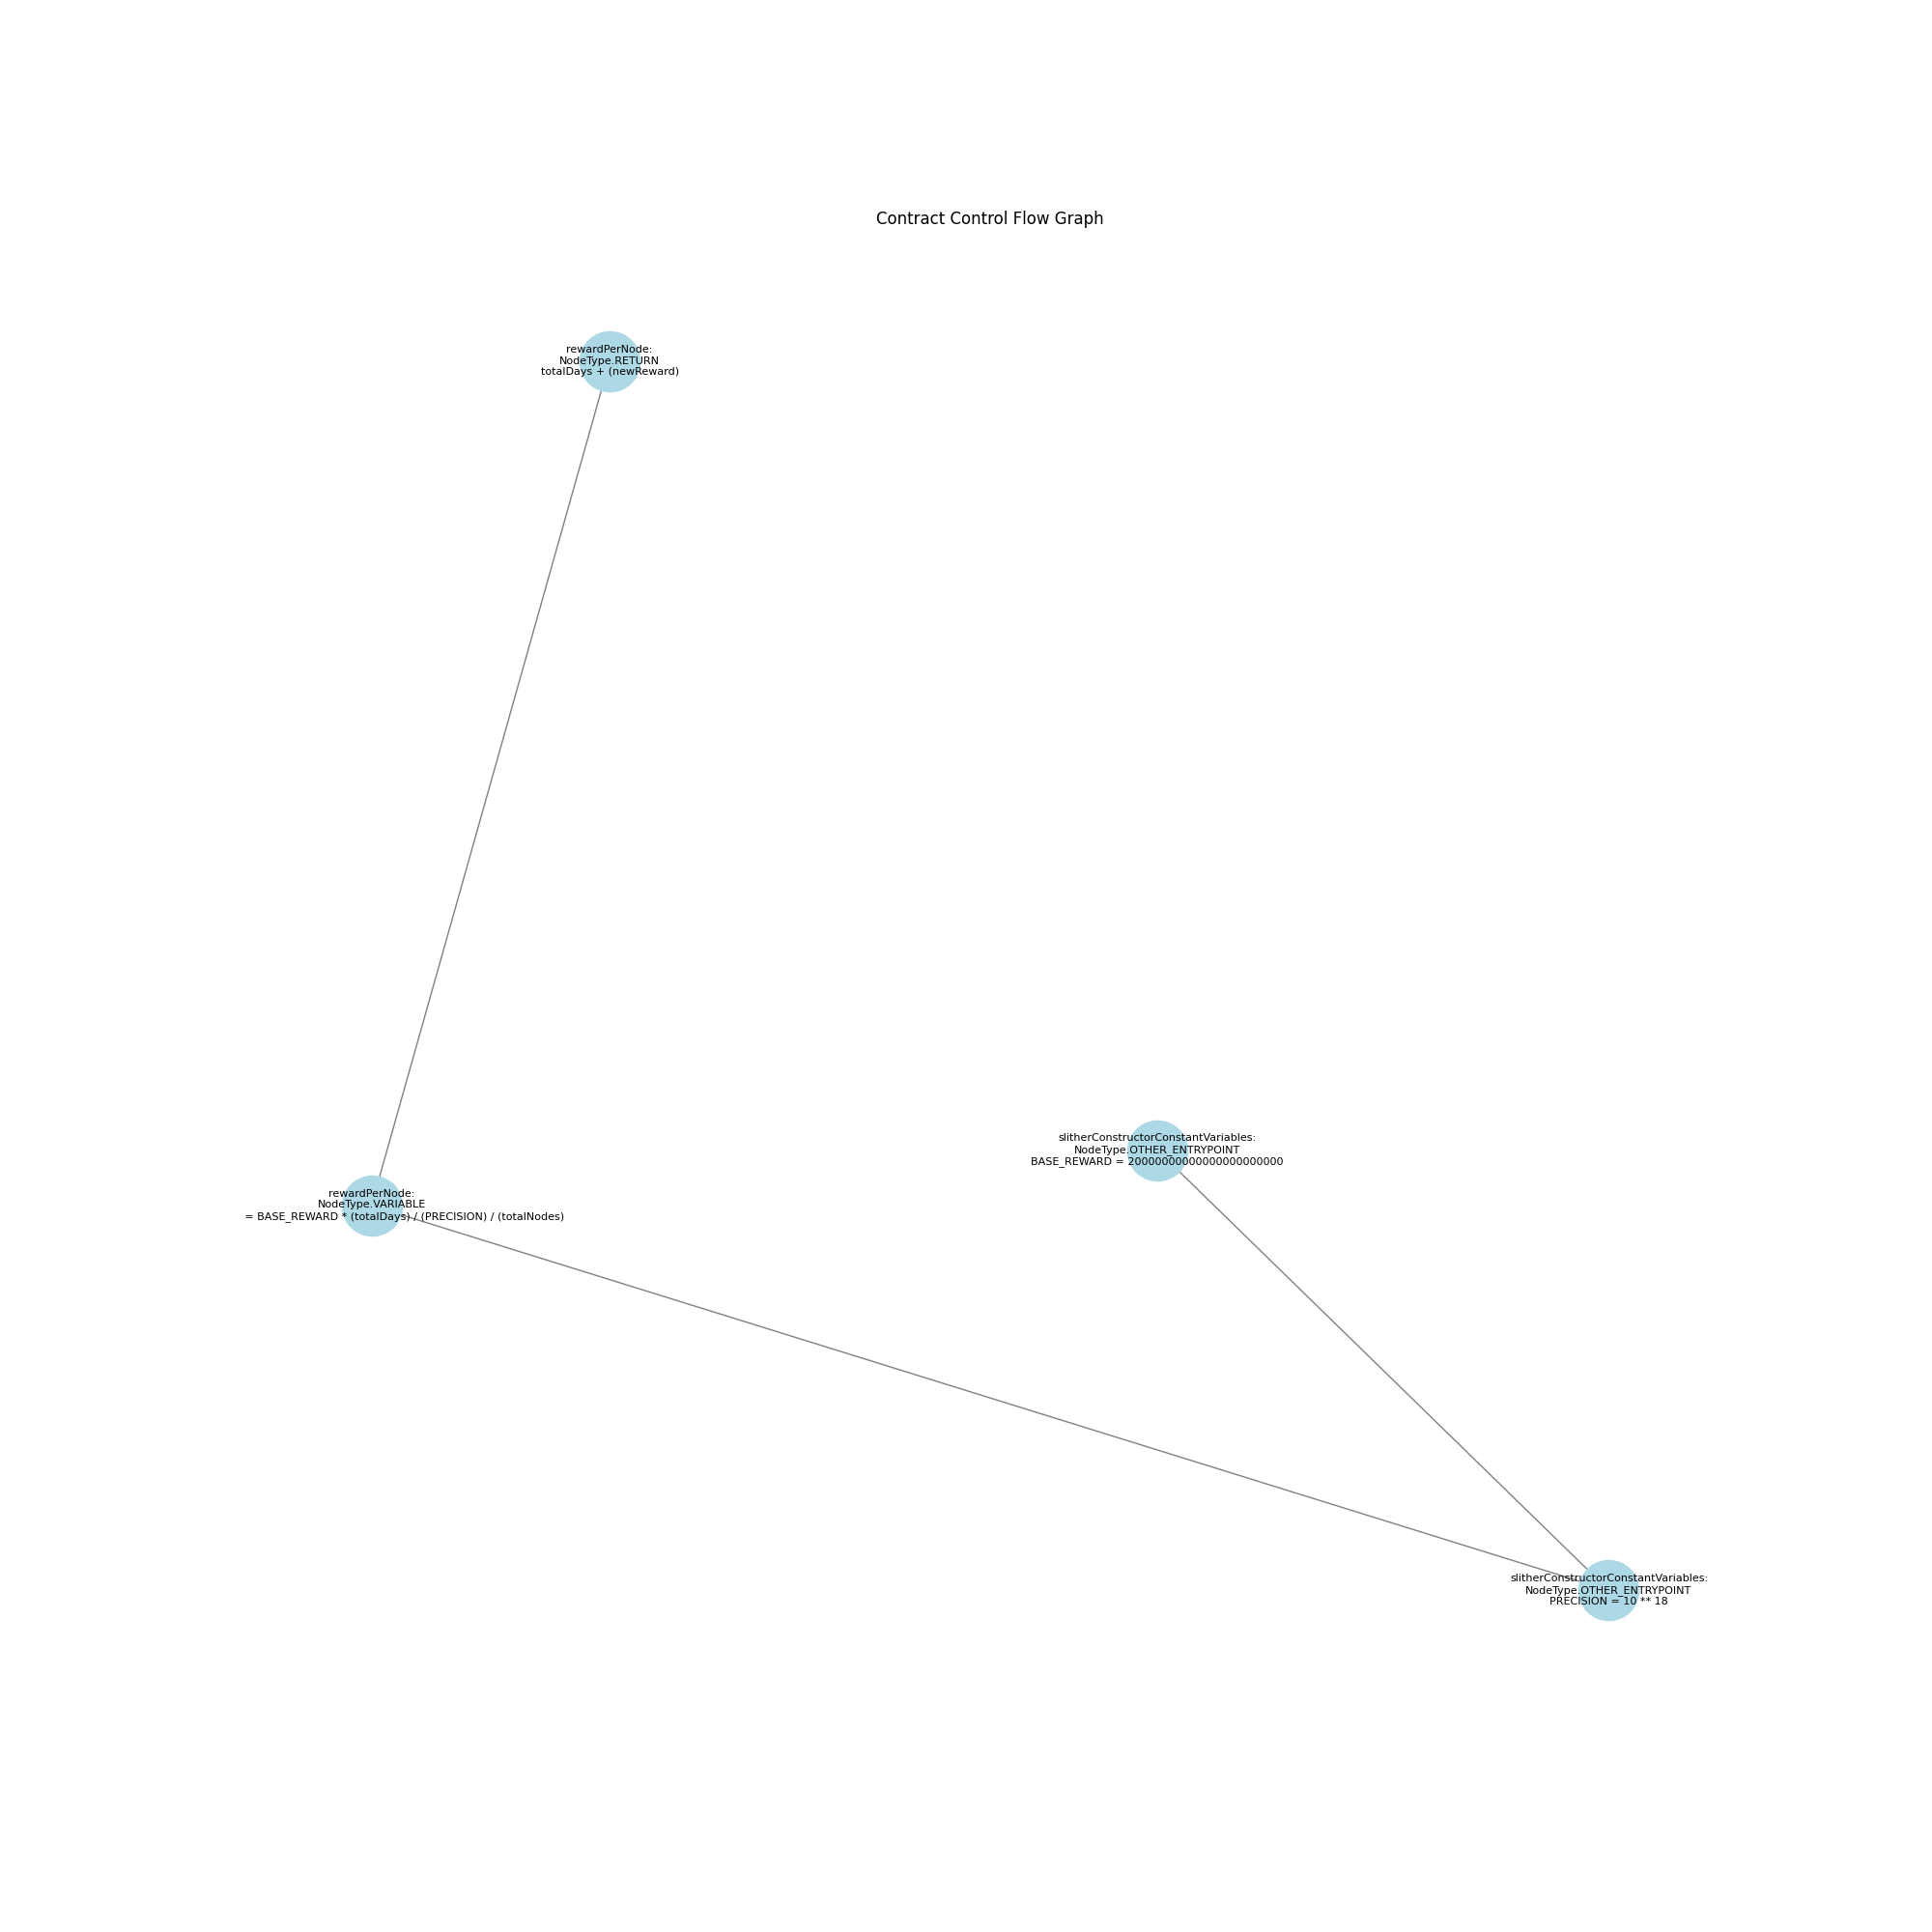 Contract Control Flow Graph
rewardPerNode:
NodeType.RETURN
totalDays + (newReward)
slitherConstructorConstantVariables:
NodeType.OTHER_ENTRYPOINT
BASE_REWARD = 2000000000000000000000
rewardPerNode:
NodeType.VARIABLE
= BASE_REWARD * (totalDays) / (PRECISION) / (totalNodes)
slitherConstructorConstantVariables:
NodeType.OTHER_ENTRYPOINT
PRECISION = 10 ** 18